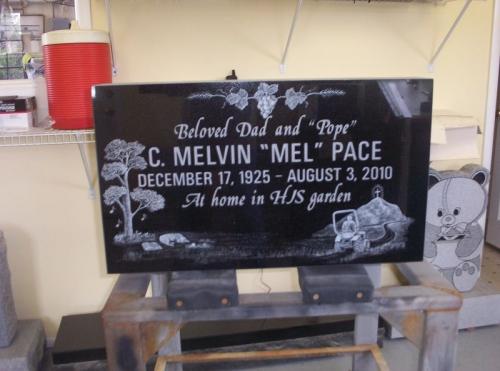 Beloved Dad and "Pope"
C. MELVIN "MEL" PACE
DECEMBER 17, 1925 - AUGUST 3, 2010
At home in HIS garden